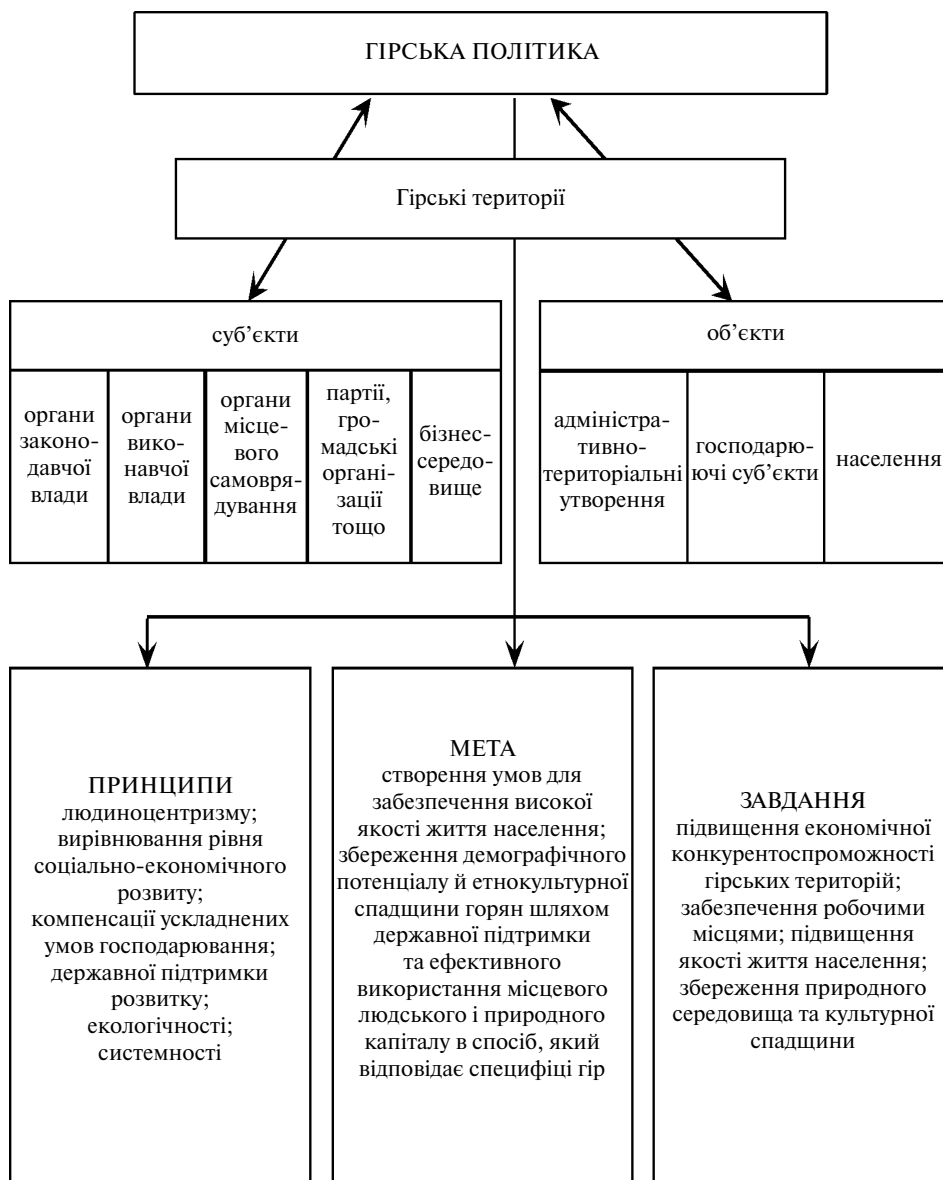 ГІРСЬКА ПОЛІТИКА
Гірські території
суб’єкти
органи
законо-
давчої
влади
органи
вико-
навчої
влади
органи
місце-
вого
самовря-
дування
партії,
гро-
мадські
органі-
зації
тощо
бізнес-
середо-
вище
об’єкти
адміністра-
тивно-
територіальні
утворення
господарю-
ючі суб’єкти
населення
ПРИНЦИПИ
людиноцентризму;
вирівнювання рівня
соціально-економічного
розвиту;
компенсації ускладнених
умов господарювання;
державної підтримки
розвитку;
екологічності;
системності
МЕТА
створення умов для
забезпечення високої
якості життя населення;
збереження демографічного
потенціалу й етнокультурної
спадщини горян шляхом
державної підтримки
та ефективного
використання місцевого
людського і природного
капіталу в спосіб, який
відповідає специфіці гір
ЗАВДАННЯ
підвищення економічної
конкурентоспроможності
гірських територій;
забезпечення робочими
місцями; підвищення
якості життя населення;
збереження природного
середовища та культурної
спадщини